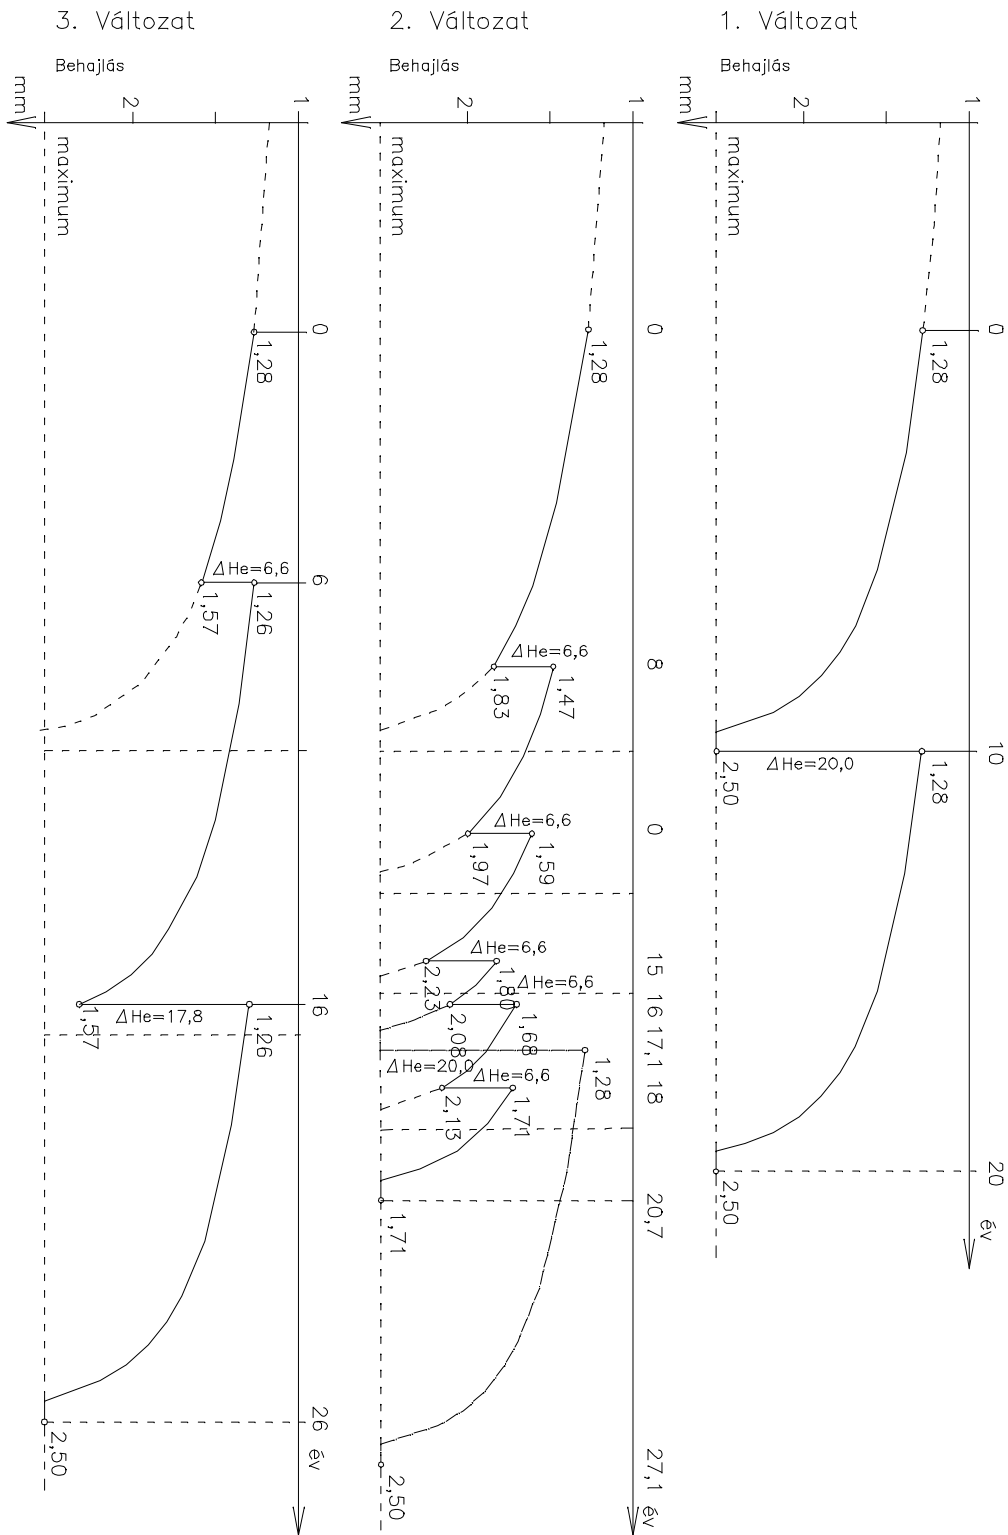 3. Változat
2. Változat
1. Változat
Behajlás
Behajlás
Behajlás
mm
2
1
maximum
0
1,28
ΔHe=6,6
6
1,57
1,26
16
ΔHe=17,8
1,57
1,26
26
év
2,50
mm
2
1
maximum
0
1,28
ΔHe=6,6
8
1,83
1,47
ΔHe=6,6
0
1,97
1,59
ΔHe=6,6
15
2,23
1,80
ΔHe=6,6
16
2,08
1,68
17,1
ΔHe=20,0
1,28
ΔHe=6,6
18
2,13
1,71
20,7
1,71
27,1
év
2,50
mm
2
1
maximum
0
1,28
10
ΔHe=20,0
2,50
1,28
20
év
2,50